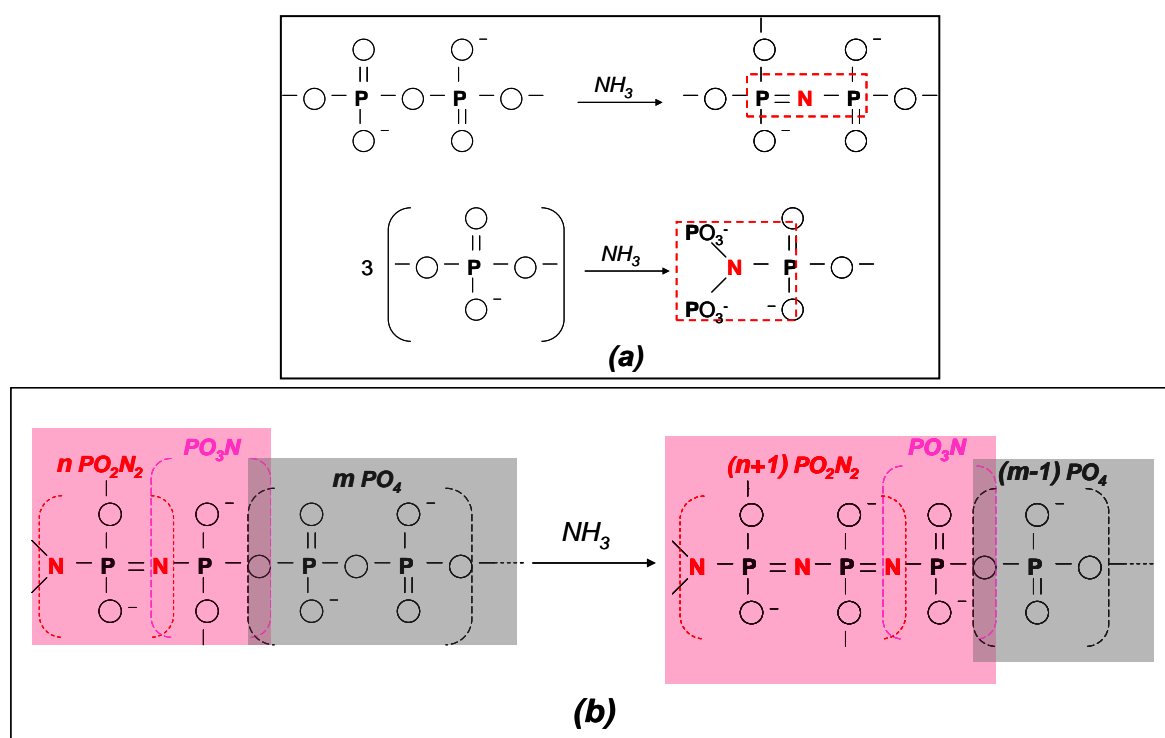 O O⁻ O O⁻
– O – P – O – P – O – NH₃ – O – P = N – P – O –
O⁻ O O⁻ O
O O
PO₃⁻
3 – O – P – O – NH₃ N – P – O –
O⁻ PO₃⁻ ⁻O
(a)
PO₃N PO₃N
n PO₂N₂ m PO₄ (n+1) PO₂N₂ (m-1) PO₄
O O⁻ O O⁻ O O⁻ O O⁻
N – P = N – P – O – P – O – P – O NH₃ N – P = N – P = N – P – O – P – O
O⁻ O O⁻ O O⁻ O O⁻ O
(b)